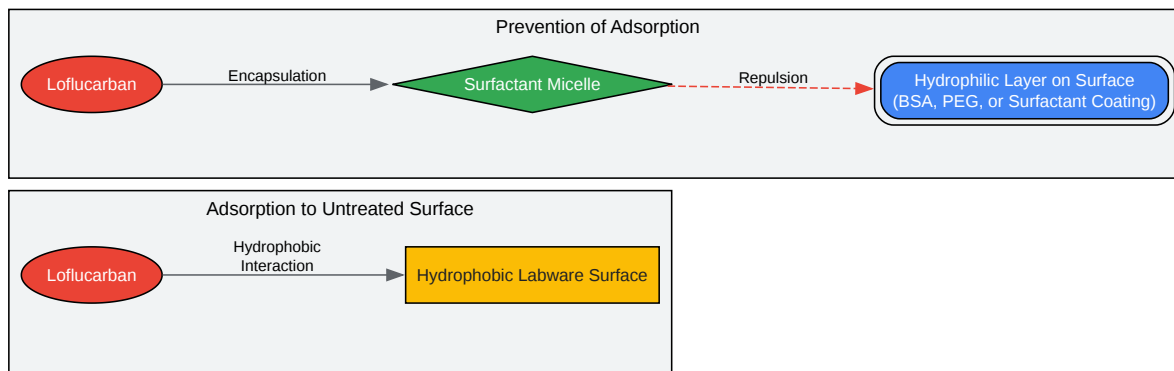 Prevention of Adsorption
Loflucarban
Encapsulation
Surfactant Micelle
Repulsion
Hydrophilic Layer on Surface
(BSA, PEG, or Surfactant Coating)
Adsorption to Untreated Surface
Loflucarban
Hydrophobic
Interaction
Hydrophobic Labware Surface